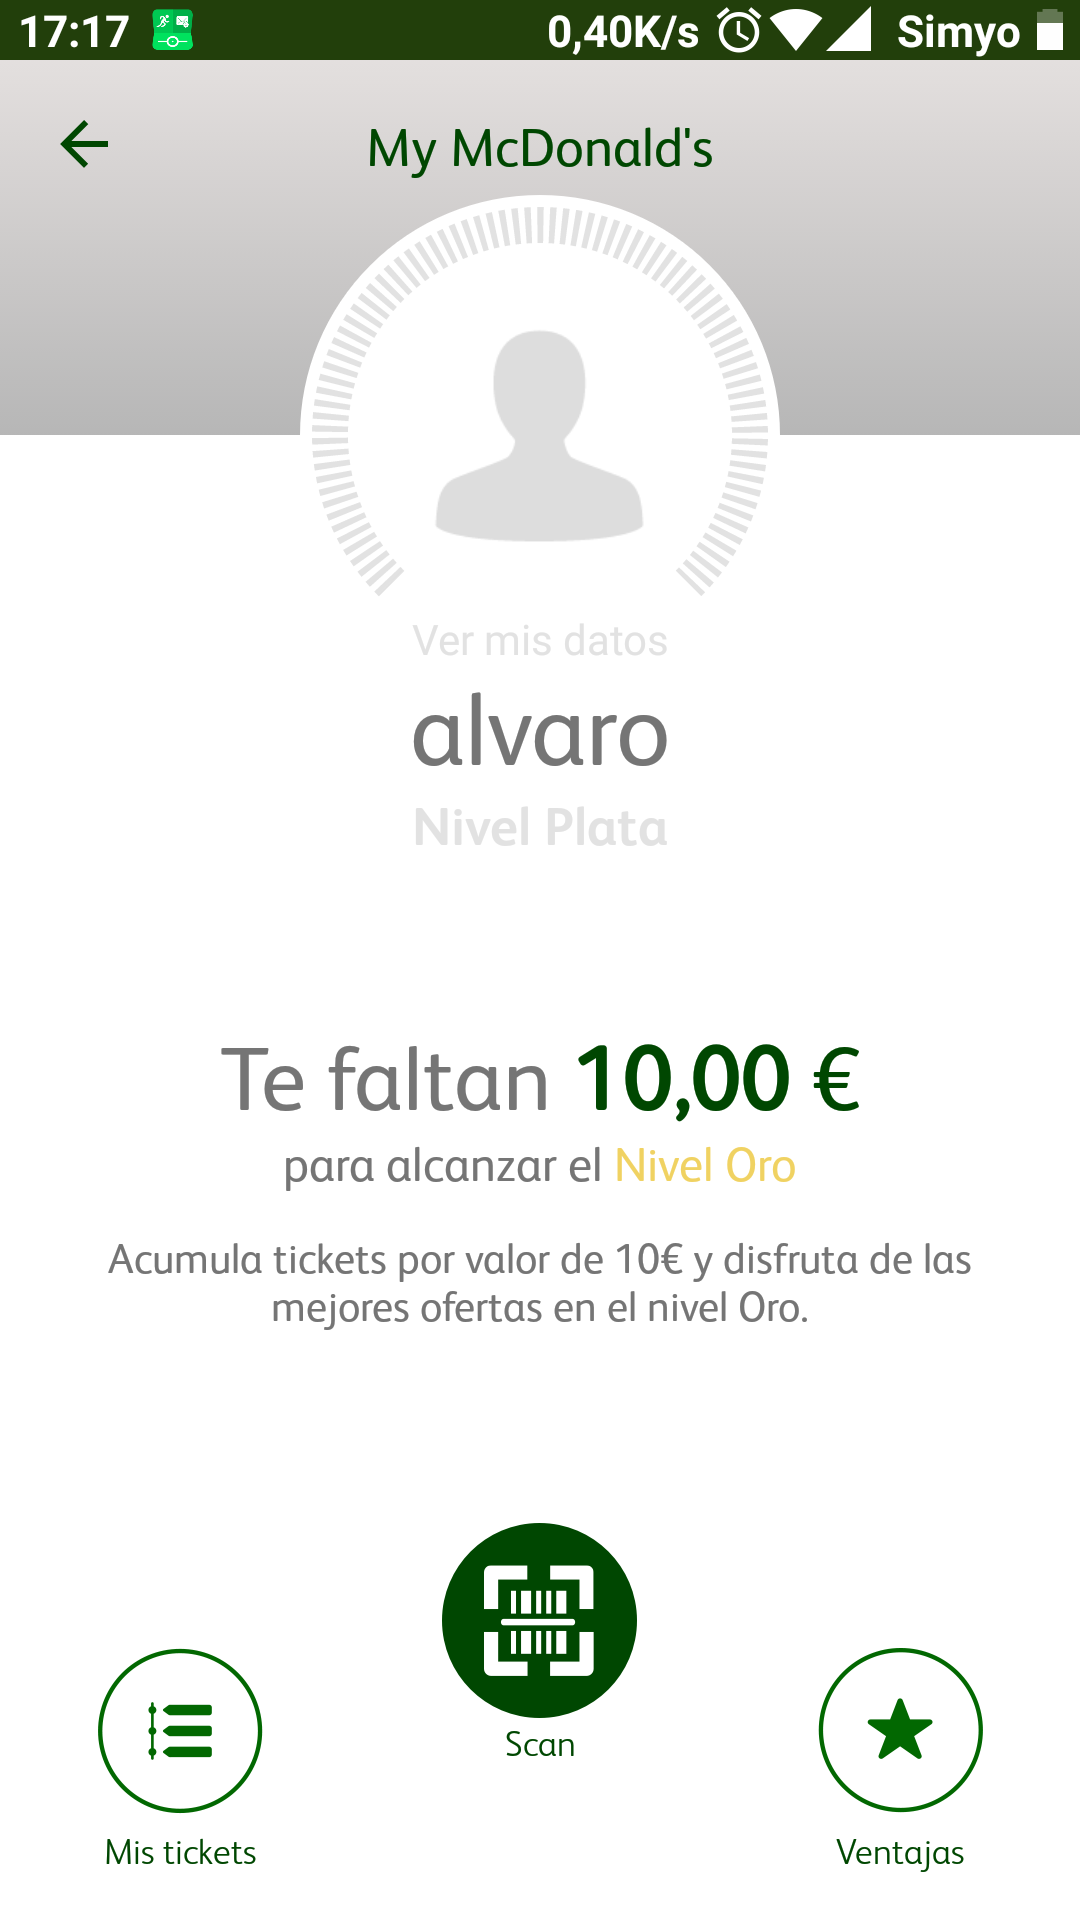 17:17 0,40K/s Simyo
My McDonald's
Ver mis datos
alvaro
Nivel Plata
Te faltan 10,00 €
para alcanzar el Nivel Oro
Acumula tickets por valor de 10€ y disfruta de las
mejores ofertas en el nivel Oro.
Scan
Mis tickets
Ventajas